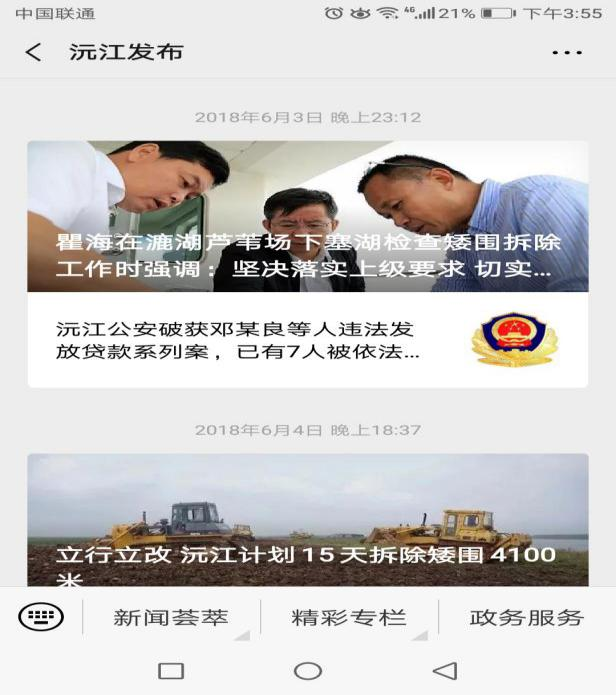 中国联通
4G 21% 下午3:55
沅江发布
2018年6月3日 晚上23:12
瞿海在漉湖芦苇场下塞湖检查矮围拆除
工作时强调：坚决落实上级要求 切实...
沅江公安破获邓某良等人违法发
放贷款系列案，已有7人被依法...
2018年6月4日 晚上18:37
立行立改 沅江计划 15 天拆除矮围 4100
米
新闻荟萃
精彩专栏
政务服务